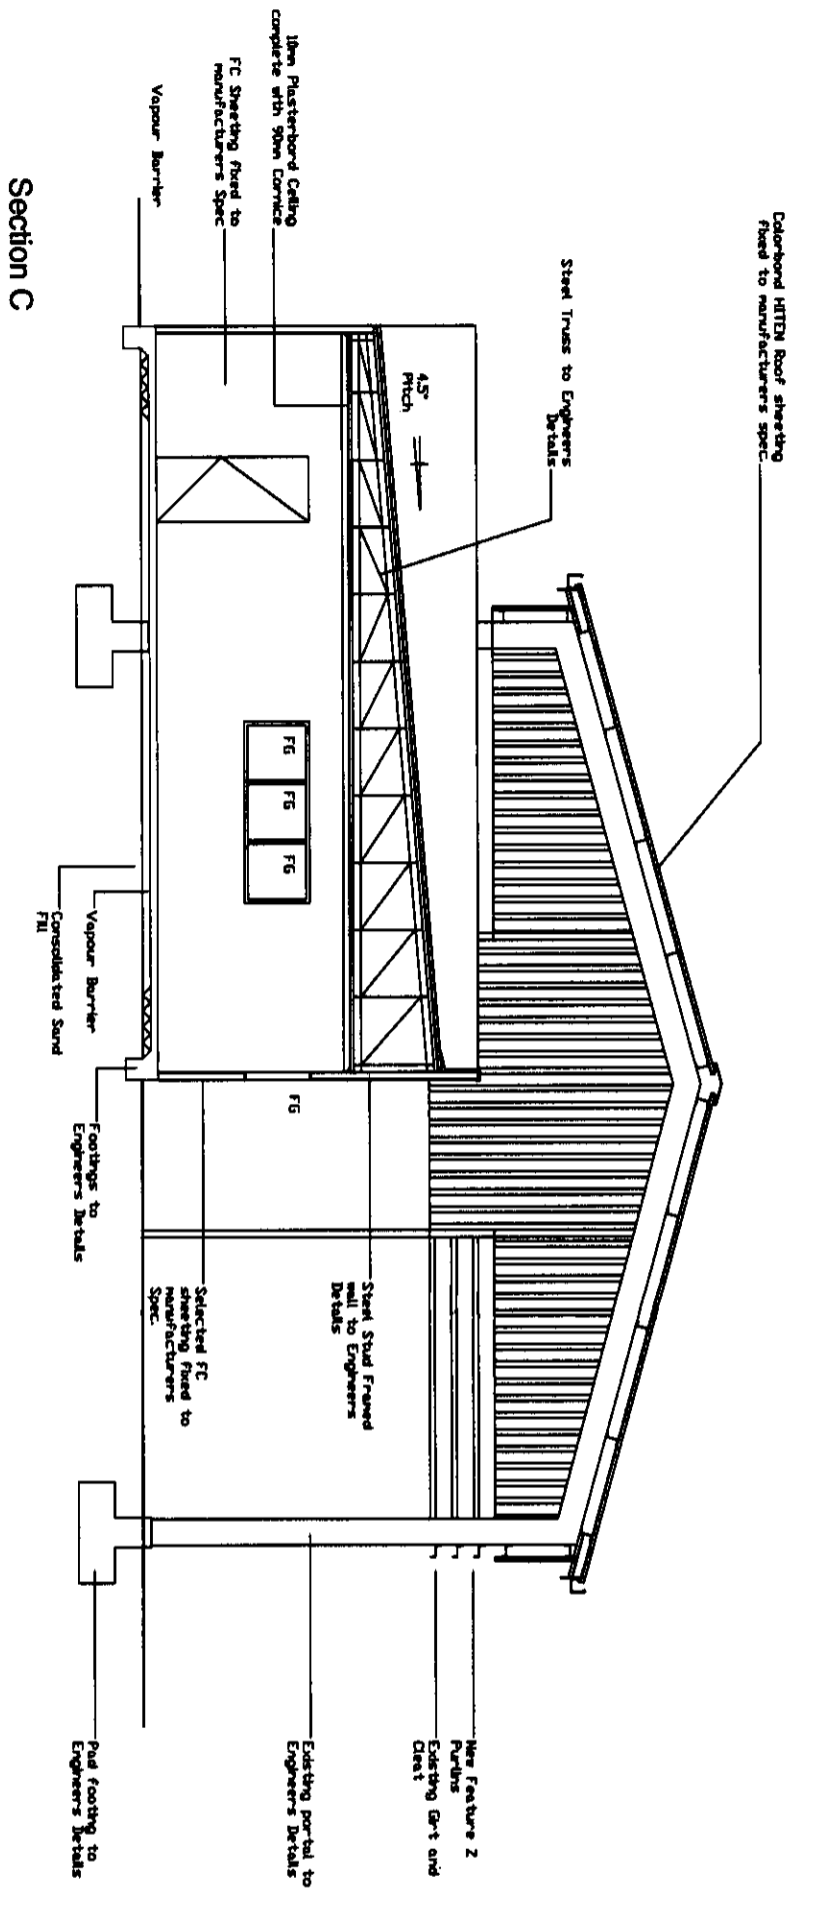 Colorbond HITEN Roof sheeting
fixed to manufacturers spec.
Steel Truss to Engineers
Details
4.5°
Pitch
10mm Plasterbord Ceiling
complete with 90mm Cornice
FC Sheeting fixed to
manufacturers Spec
Vapour Barrier
FG
FG
FG
FG
Vapour Barrier
Consolidated Sand
Fill
Footings to
Engineers Details
Steel Stud Framed
wall to Engineers
Details
Selected FC
sheeting fixed to
manufacturers
Spec.
New Feature Z
Purlins
Existing Girt and
Cleat
Existing portal to
Engineers Details
Pad footing to
Engineers Details
Section C